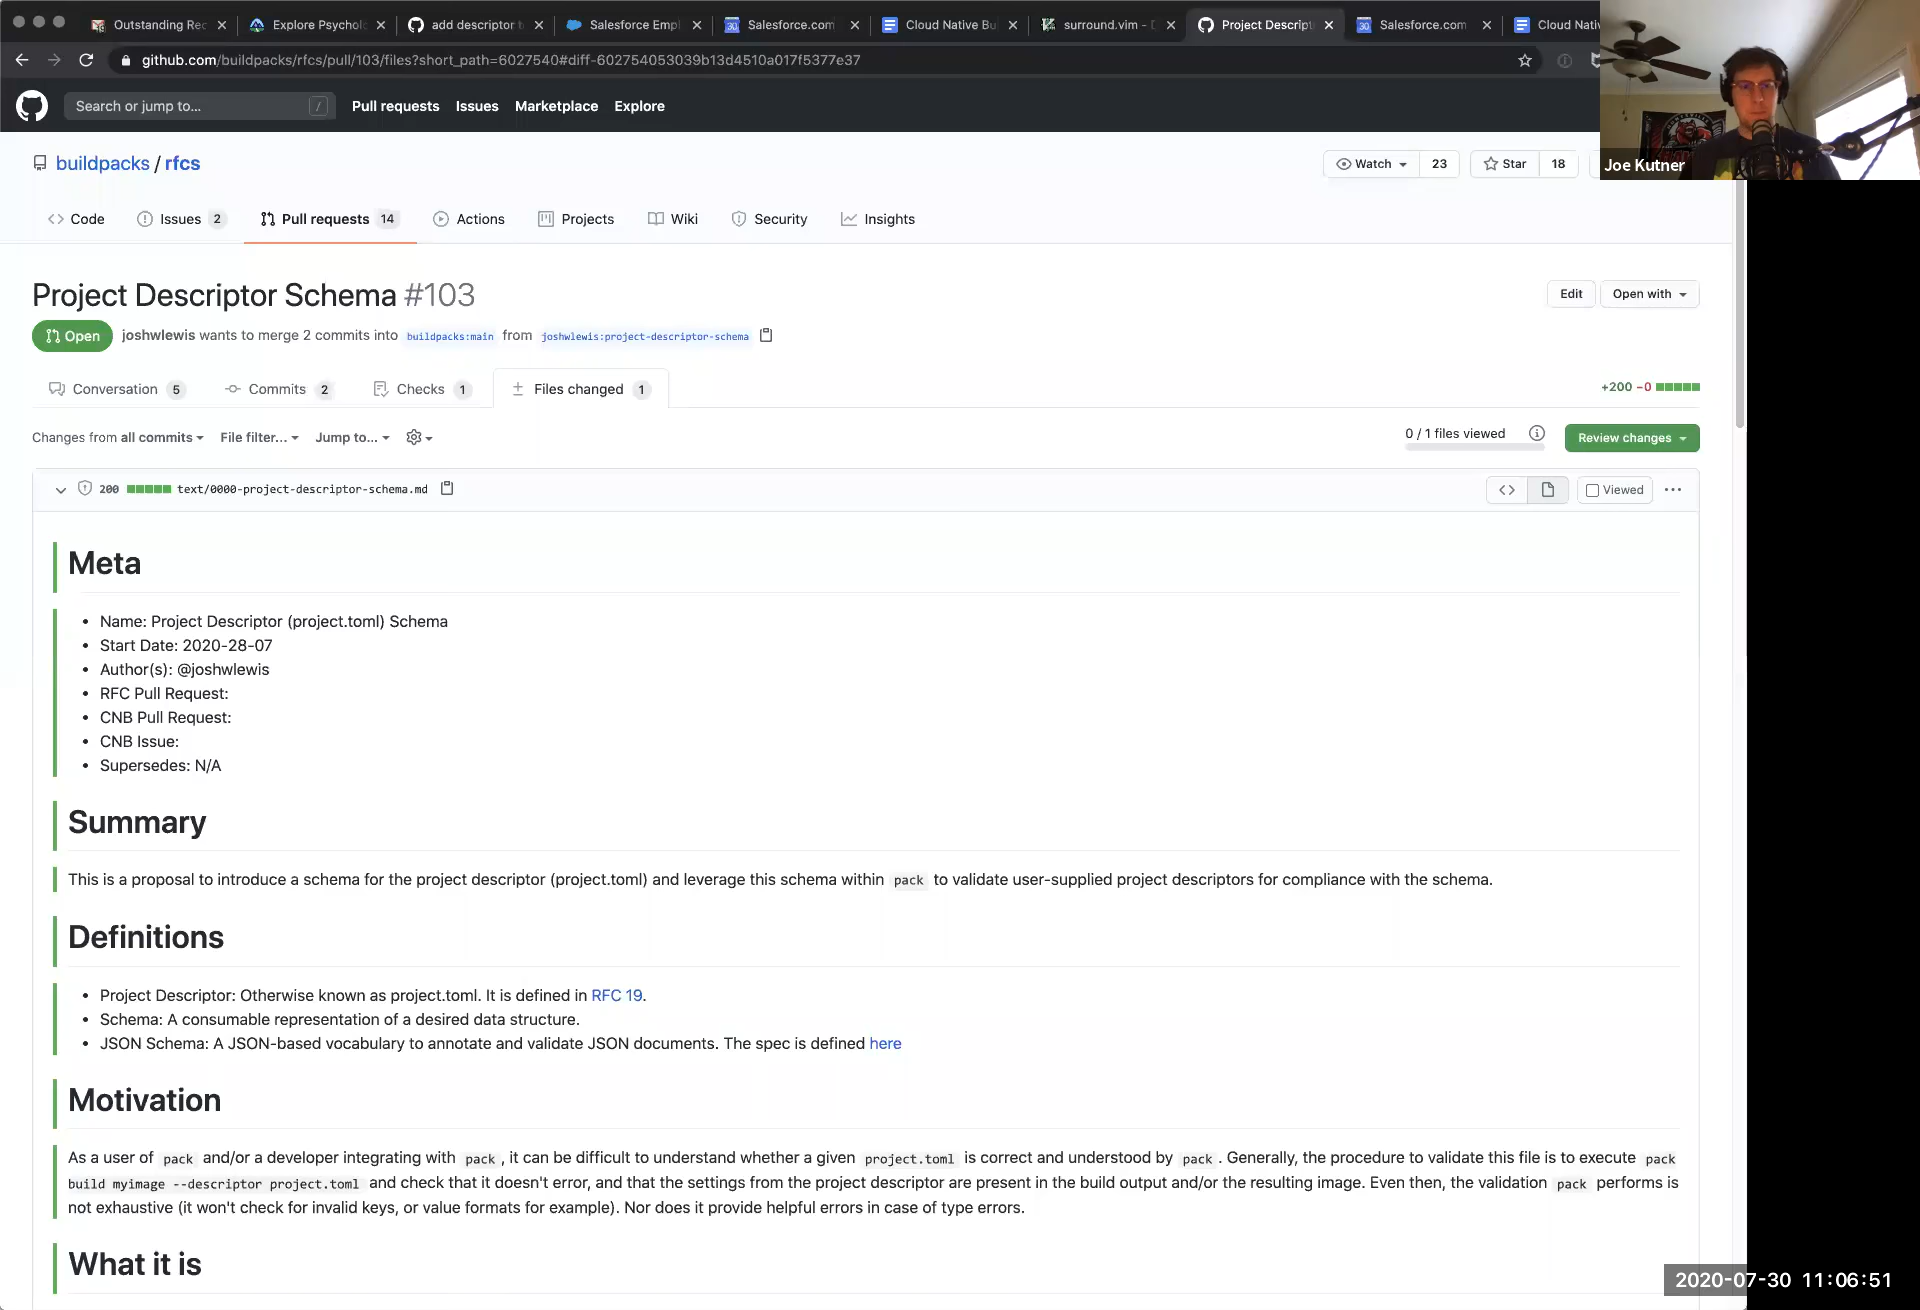 Outstanding Rec
Explore Psychol
add descriptor t
Salesforce Empl
Salesforce.com
Cloud Native Bu
surround.vim - D
Project Descript
Salesforce.com
Cloud Nativ
github.com/buildpacks/rfcs/pull/103/files?short_path=6027540#diff-602754053039b13d4510a017f5377e37
Search or jump to... /
Pull requests Issues Marketplace Explore
Joe Kutner
buildpacks / rfcs
Watch 23 Star 18
Code Issues 2 Pull requests 14 Actions Projects Wiki Security Insights
Project Descriptor Schema #103
Edit Open with
Open joshwlewis wants to merge 2 commits into buildpacks:main from joshwlewis:project-descriptor-schema
Conversation 5 Commits 2 Checks 1 Files changed 1
+200 −0
Changes from all commits File filter... Jump to...
0 / 1 files viewed Review changes
200 text/0000-project-descriptor-schema.md
Viewed
Meta
• Name: Project Descriptor (project.toml) Schema
• Start Date: 2020-28-07
• Author(s): @joshwlewis
• RFC Pull Request:
• CNB Pull Request:
• CNB Issue:
• Supersedes: N/A
Summary
This is a proposal to introduce a schema for the project descriptor (project.toml) and leverage this schema within pack to validate user-supplied project descriptors for compliance with the schema.
Definitions
• Project Descriptor: Otherwise known as project.toml. It is defined in RFC 19.
• Schema: A consumable representation of a desired data structure.
• JSON Schema: A JSON-based vocabulary to annotate and validate JSON documents. The spec is defined here
Motivation
As a user of pack and/or a developer integrating with pack, it can be difficult to understand whether a given project.toml is correct and understood by pack. Generally, the procedure to validate this file is to execute pack
build myimage --descriptor project.toml and check that it doesn't error, and that the settings from the project descriptor are present in the build output and/or the resulting image. Even then, the validation pack performs is
not exhaustive (it won't check for invalid keys, or value formats for example). Nor does it provide helpful errors in case of type errors.
What it is
2020-07-30 11:06:51